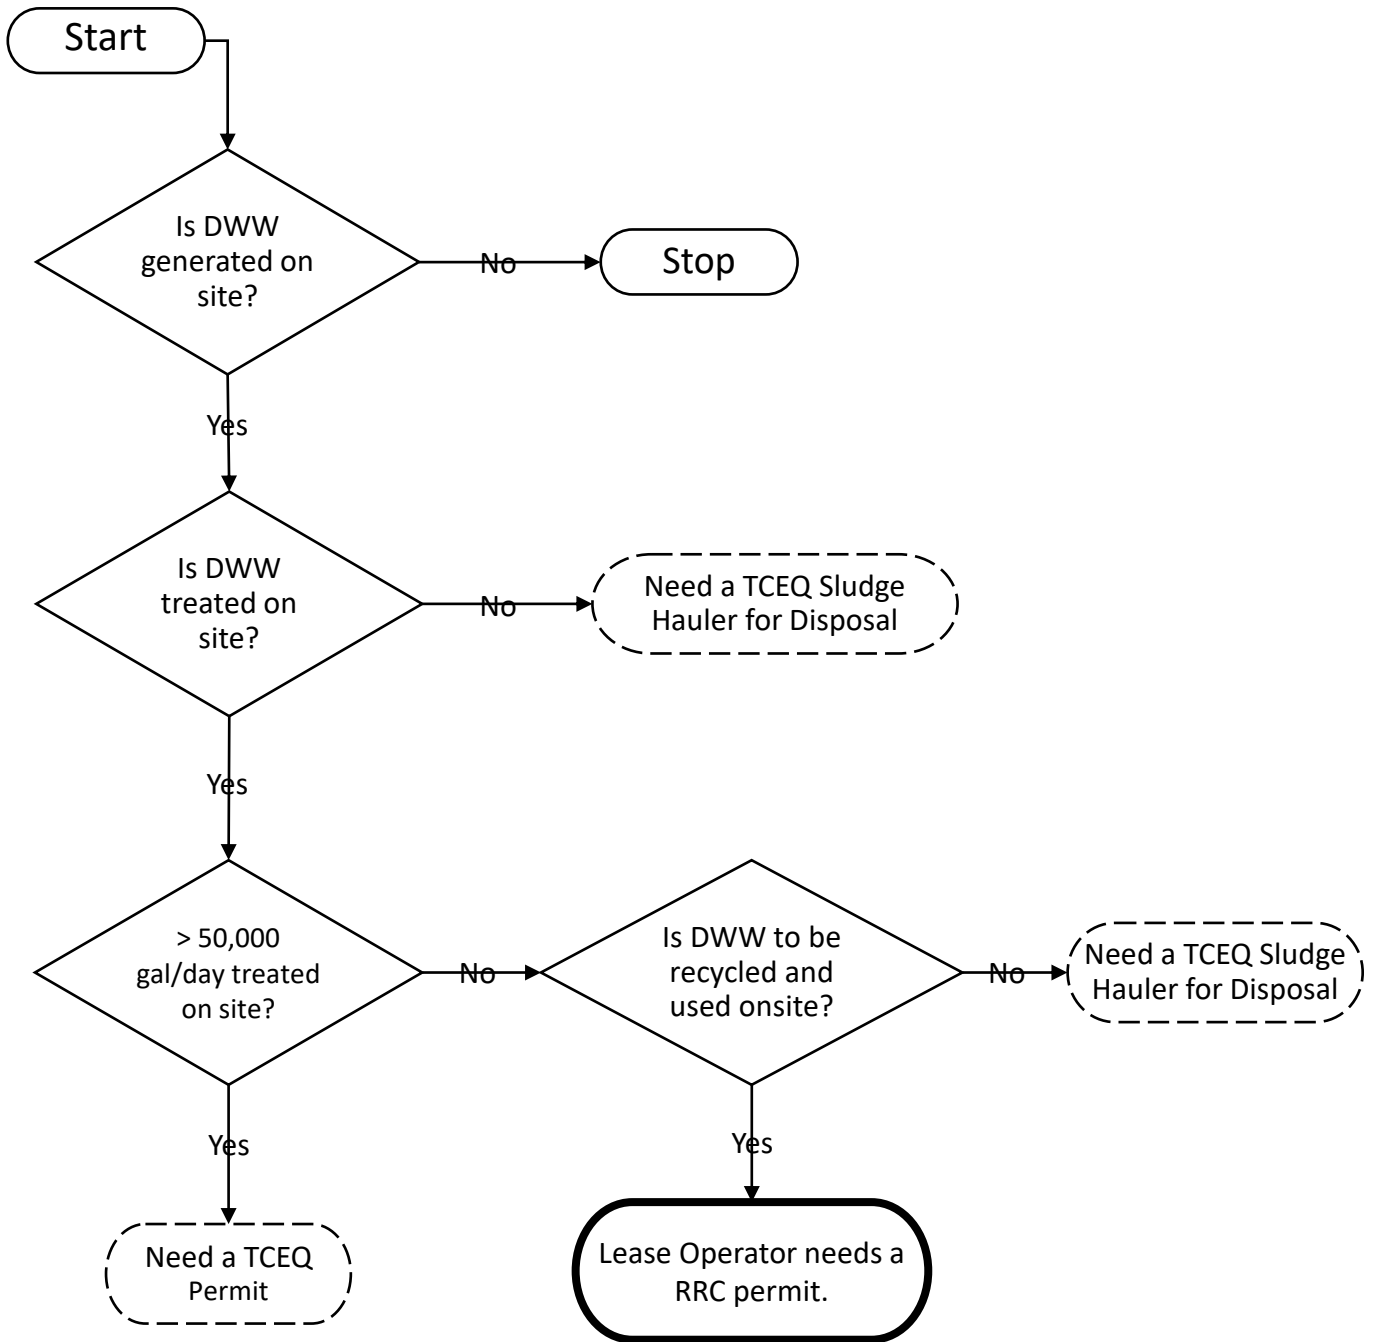 Start
Is DWW
generated on
site?
No
Stop
Yes
Is DWW
treated on
site?
No
Need a TCEQ Sludge
Hauler for Disposal
Yes
> 50,000
gal/day treated
on site?
No
Is DWW to be
recycled and
used onsite?
No
Need a TCEQ Sludge
Hauler for Disposal
Yes
Need a TCEQ
Permit
Yes
Lease Operator needs a
RRC permit.